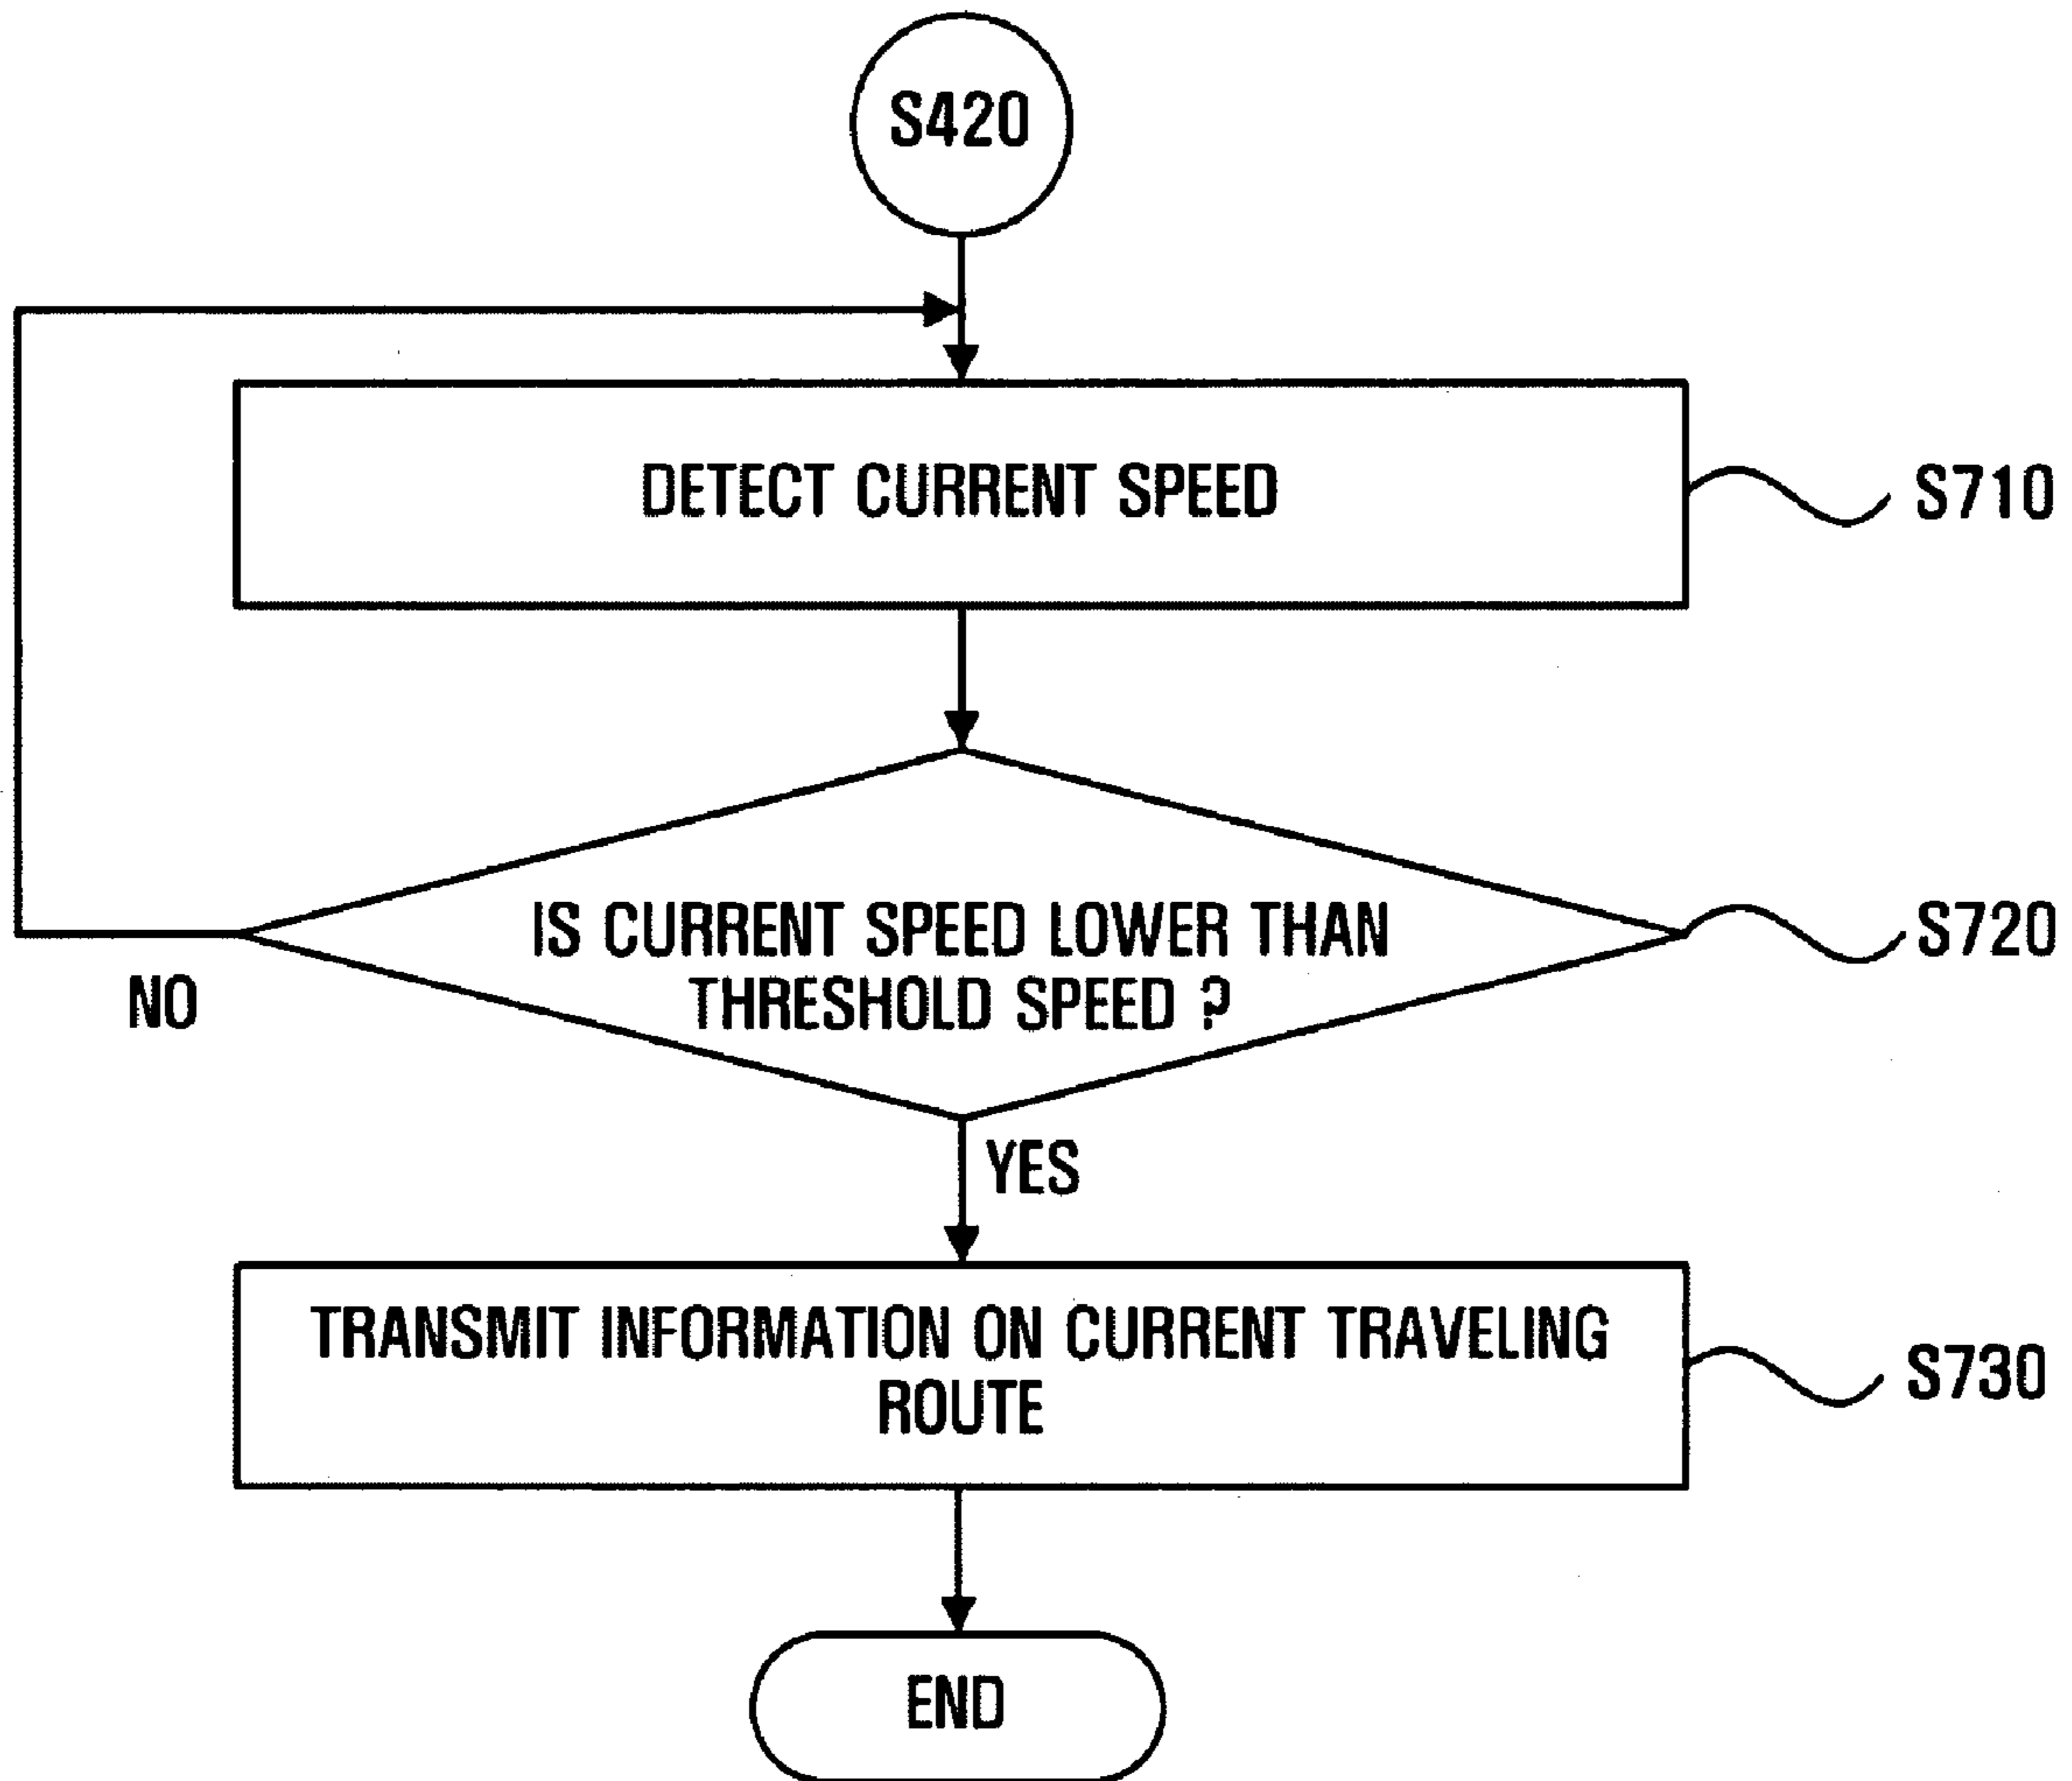 S420
DETECT CURRENT SPEED
S710
IS CURRENT SPEED LOWER THAN
THRESHOLD SPEED ?
S720
NO
YES
TRANSMIT INFORMATION ON CURRENT TRAVELING
ROUTE
S730
END